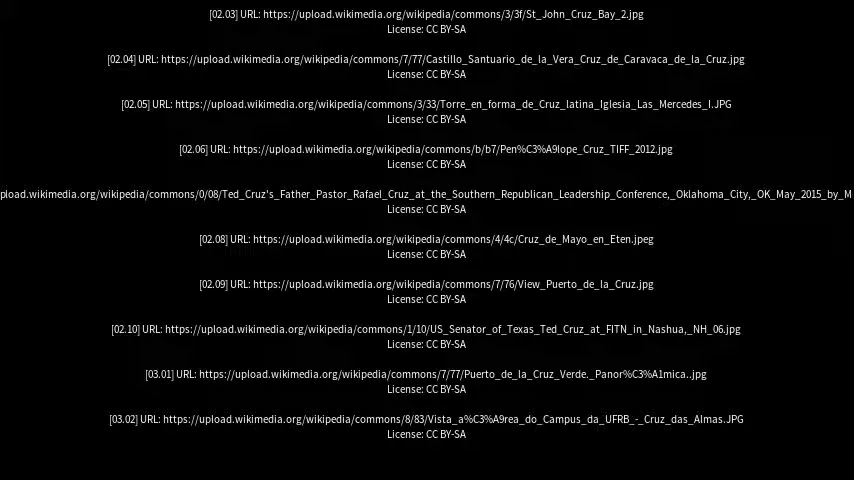 [02.03] URL: https://upload.wikimedia.org/wikipedia/commons/3/3f/St_John_Cruz_Bay_2.jpg
License: CC BY-SA
[02.04] URL: https://upload.wikimedia.org/wikipedia/commons/7/77/Castillo_Santuario_de_la_Vera_Cruz_de_Caravaca_de_la_Cruz.jpg
License: CC BY-SA
[02.05] URL: https://upload.wikimedia.org/wikipedia/commons/3/33/Torre_en_forma_de_Cruz_latina_Iglesia_Las_Mercedes_I.JPG
License: CC BY-SA
[02.06] URL: https://upload.wikimedia.org/wikipedia/commons/b/b7/Pen%C3%A9lope_Cruz_TIFF_2012.jpg
License: CC BY-SA
pload.wikimedia.org/wikipedia/commons/0/08/Ted_Cruz's_Father_Pastor_Rafael_Cruz_at_the_Southern_Republican_Leadership_Conference,_Oklahoma_City,_OK_May_2015_by_M
License: CC BY-SA
[02.08] URL: https://upload.wikimedia.org/wikipedia/commons/4/4c/Cruz_de_Mayo_en_Eten.jpeg
License: CC BY-SA
[02.09] URL: https://upload.wikimedia.org/wikipedia/commons/7/76/View_Puerto_de_la_Cruz.jpg
License: CC BY-SA
[02.10] URL: https://upload.wikimedia.org/wikipedia/commons/1/10/US_Senator_of_Texas_Ted_Cruz_at_FITN_in_Nashua,_NH_06.jpg
License: CC BY-SA
[03.01] URL: https://upload.wikimedia.org/wikipedia/commons/7/77/Puerto_de_la_Cruz_Verde._Panor%C3%A1mica..jpg
License: CC BY-SA
[03.02] URL: https://upload.wikimedia.org/wikipedia/commons/8/83/Vista_a%C3%A9rea_do_Campus_da_UFRB_-_Cruz_das_Almas.JPG
License: CC BY-SA